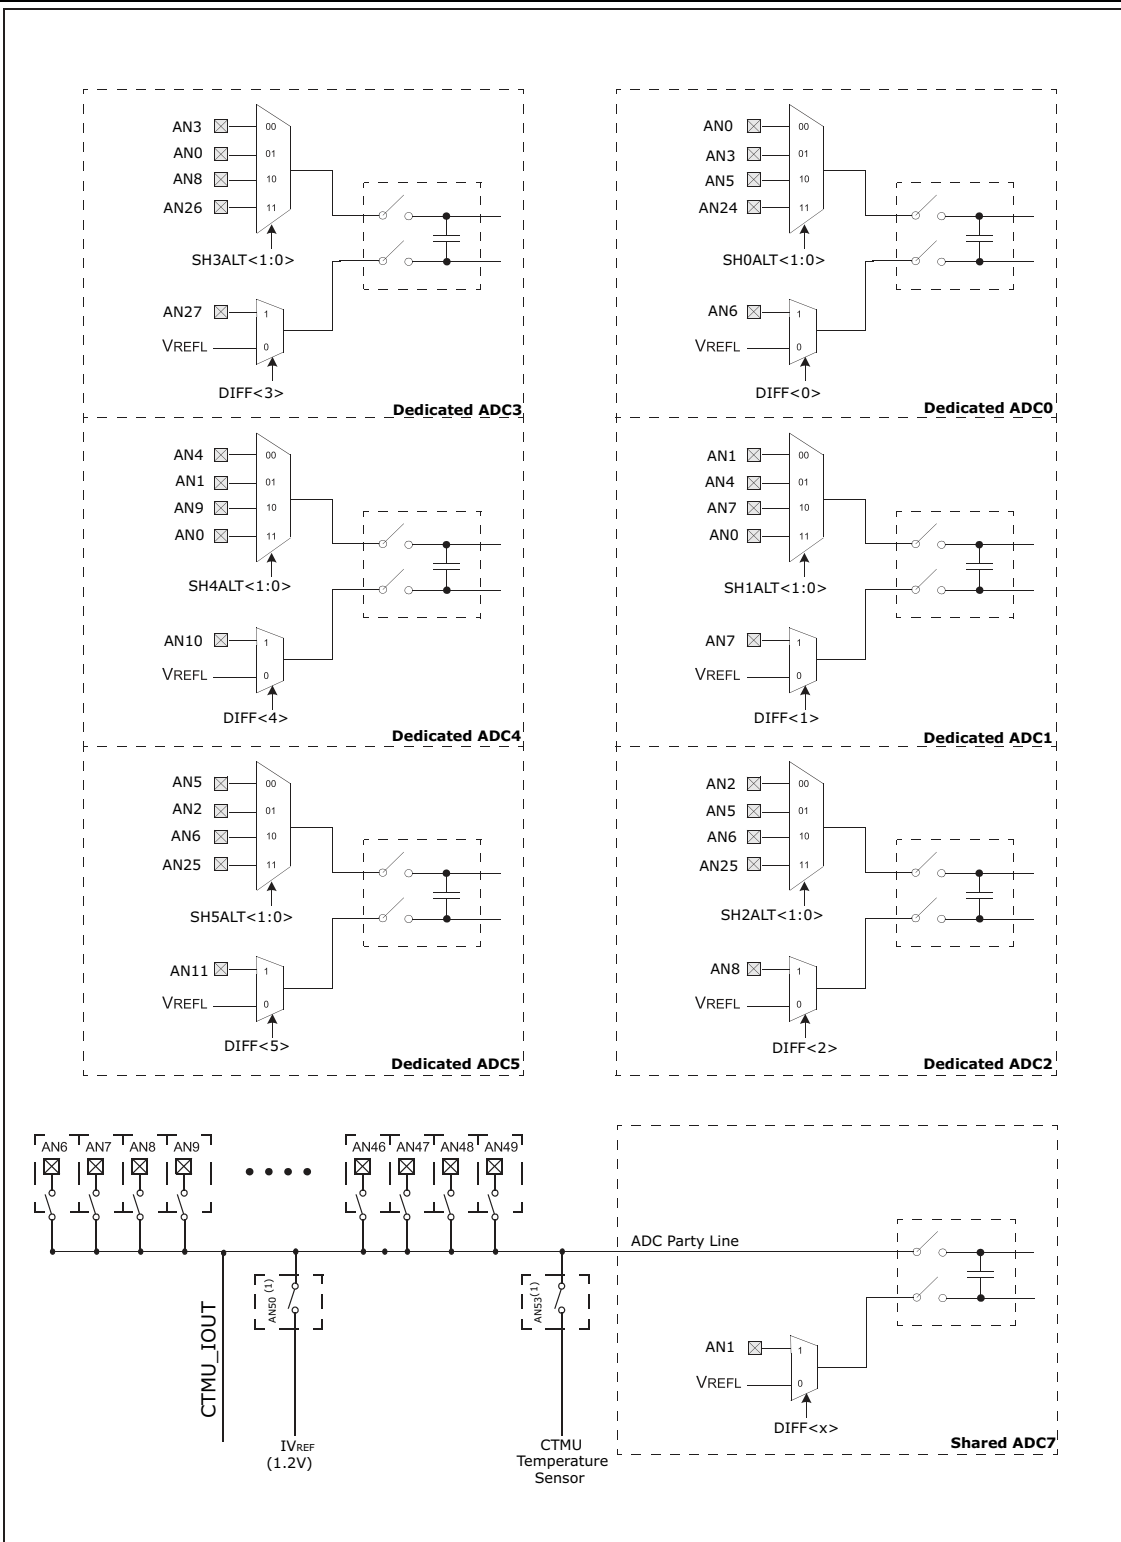 AN3
00
AN0
01
AN8
10
AN26
11
SH3ALT<1:0>
AN27
1
VREFL
0
DIFF<3>
Dedicated ADC3
AN0
00
AN3
01
AN5
10
AN24
11
SH0ALT<1:0>
AN6
1
VREFL
0
DIFF<0>
Dedicated ADC0
AN4
00
AN1
01
AN9
10
AN0
11
SH4ALT<1:0>
AN10
1
VREFL
0
DIFF<4>
Dedicated ADC4
AN1
00
AN4
01
AN7
10
AN0
11
SH1ALT<1:0>
AN7
1
VREFL
0
DIFF<1>
Dedicated ADC1
AN5
00
AN2
01
AN6
10
AN25
11
SH5ALT<1:0>
AN11
1
VREFL
0
DIFF<5>
Dedicated ADC5
AN2
00
AN5
01
AN6
10
AN25
11
SH2ALT<1:0>
AN8
1
VREFL
0
DIFF<2>
Dedicated ADC2
AN6 AN7 AN8 AN9 AN46 AN47 AN48 AN49
ADC Party Line
CTMU_IOUT
AN50 (1)
AN53(1)
IVREF
(1.2V)
CTMU
Temperature
Sensor
AN1
1
VREFL
0
DIFF<x>
Shared ADC7